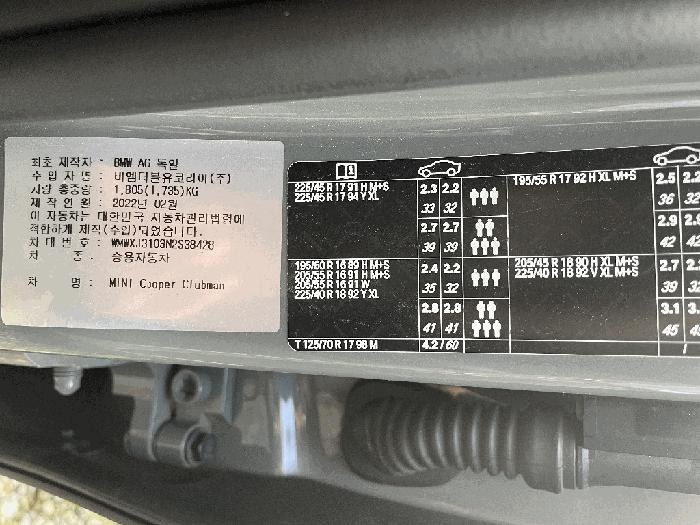 최초 제작자 : BMW AG 독일
수 입 자 명 : 비엠더블유코리아(주)
차량 총중량 : 1,805(1,735)KG
제 작 연 월 : 2022년 02월
이 자동차는 대한민국 자동차관리법령에
적합하게 제작(수입)되었습니다.
차 대 번 호 :
차 종 : 승용자동차
차 명 : MINI Cooper Clubman
1
225/45 R 17 91 H M+S
225/45 R 17 94 Y XL
2.3 2.2
33 32
2.7 2.7
39 39
195/60 R 16 89 H M+S
205/55 R 16 91 H M+S
205/55 R 16 91 W
225/40 R 18 92 Y XL
2.4 2.2
35 32
2.8 2.8
41 41
T 125/70 R 17 98 M
4.2 / 60
195/55 R 17 92 H XL M+S
2.5 2.2
36 32
2.9
42 42
205/45 R 18 90 H XL M+S
225/40 R 18 92 V XL M+S
2.7
39 32
3.1
45